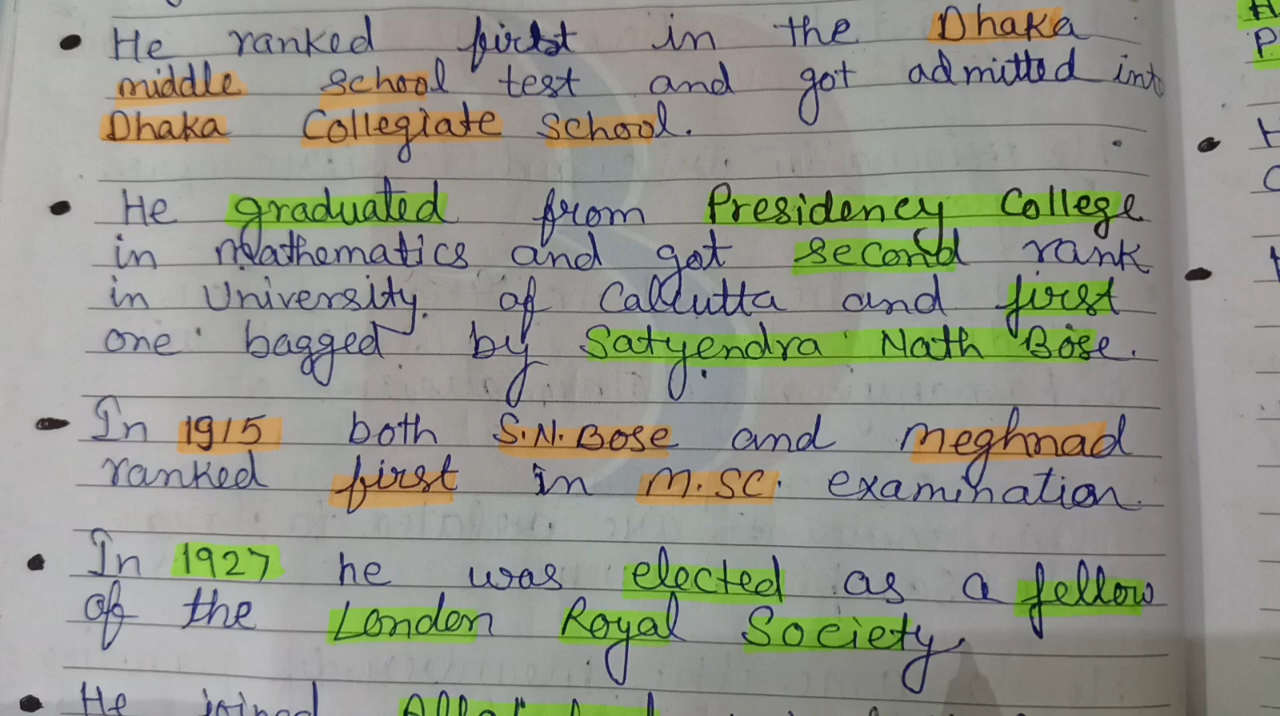 • He ranked first in the Dhaka
middle school test and got admitted into
Dhaka Collegiate School.
• He graduated from Presidency College
in Mathematics and got second rank
in University of Calcutta and first
one bagged by Satyendra Nath Bose.
• In 1915 both S.N. Bose and Meghnad
ranked first in M.SC. examination.
• In 1927 he was elected as a fellow
of the London Royal Society.
• He joined